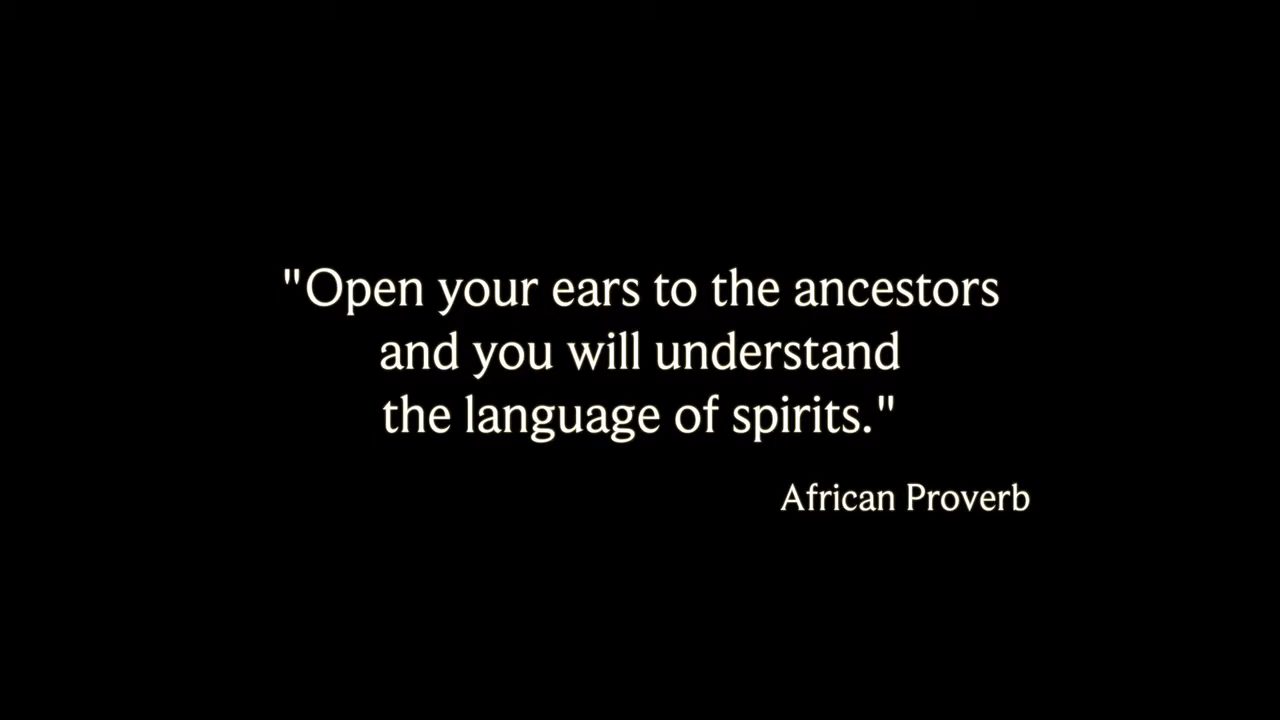 "Open your ears to the ancestors
and you will understand
the language of spirits."
African Proverb